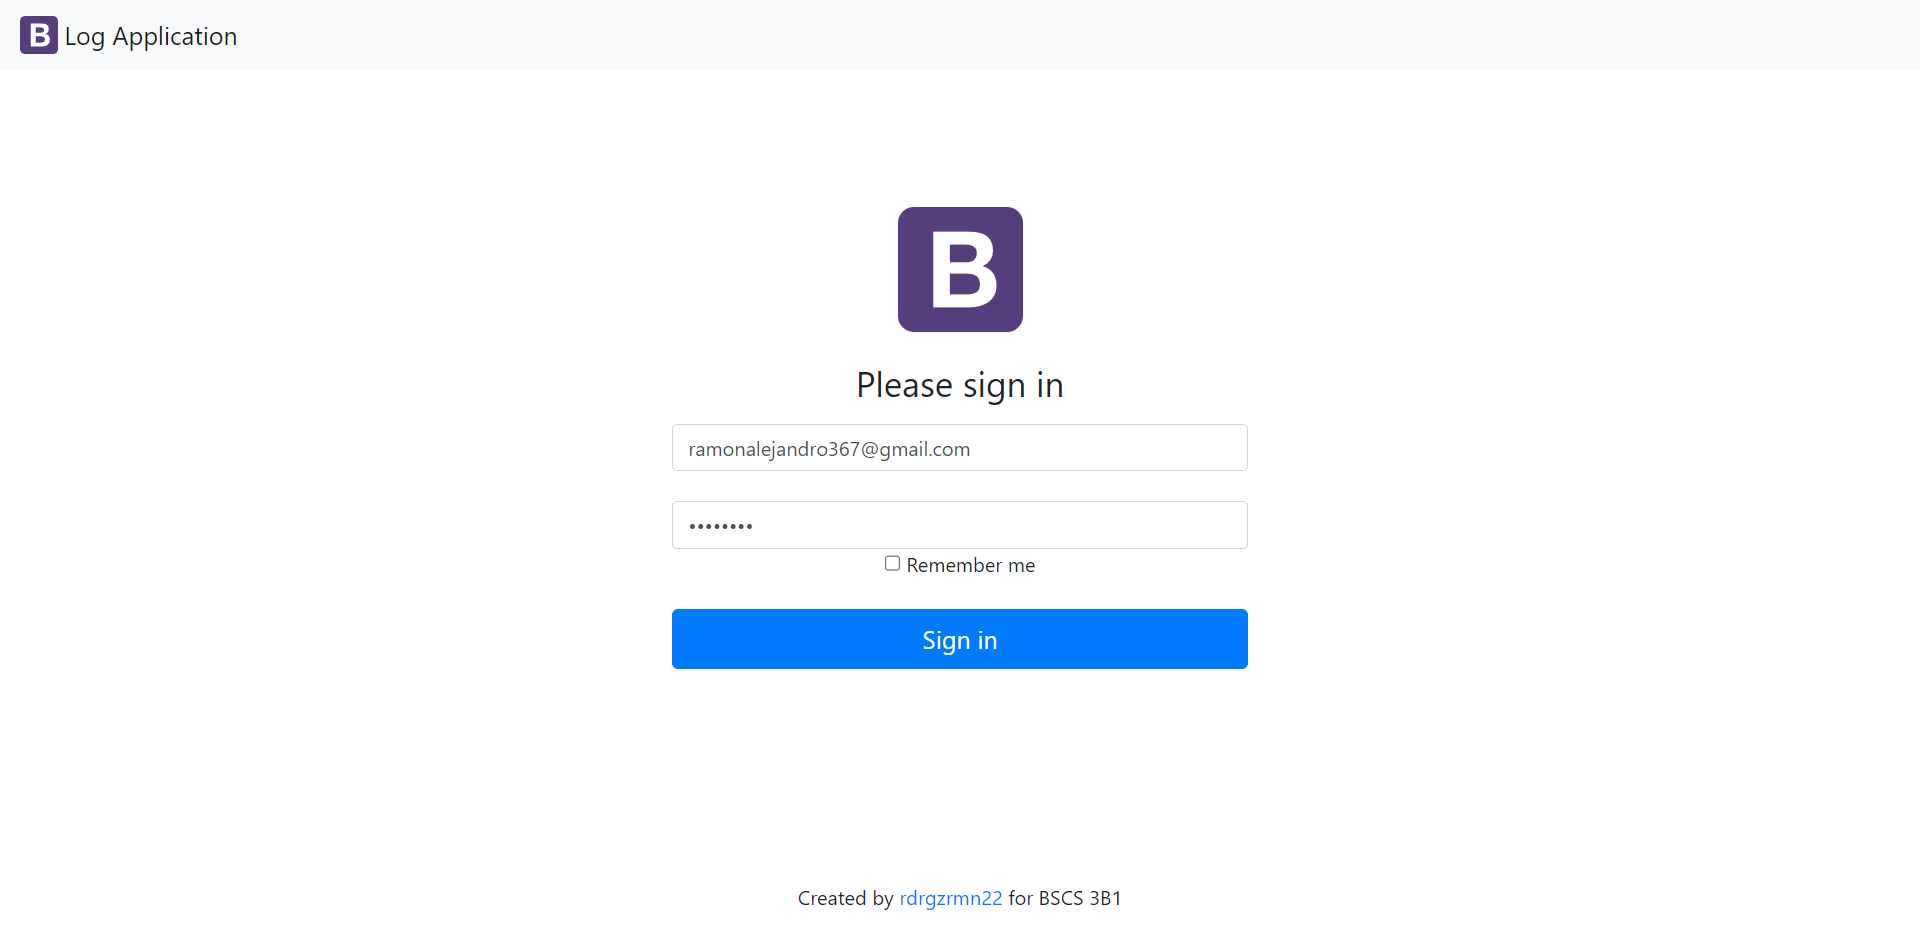 B Log Application
B
Please sign in
ramonalejandro367@gmail.com
••••••••
Remember me
Sign in
Created by rdrgzrmn22 for BSCS 3B1